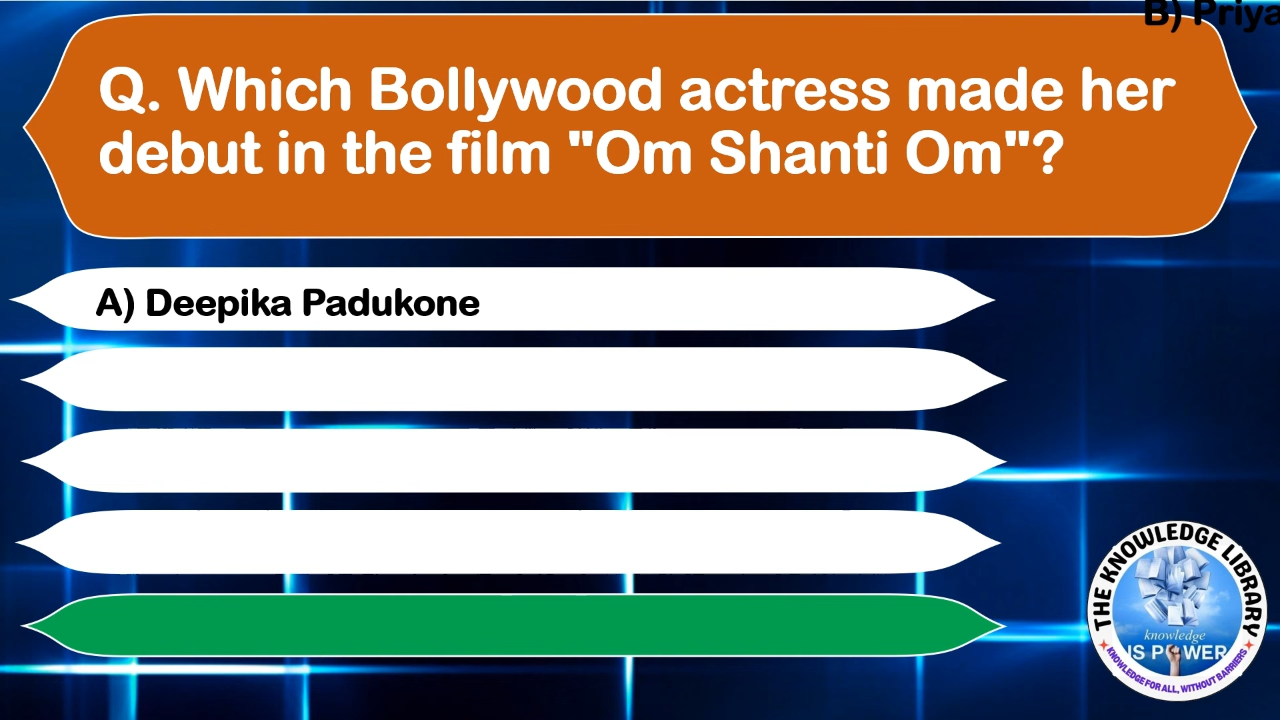 B) Priya
Q. Which Bollywood actress made her
debut in the film "Om Shanti Om"?
A) Deepika Padukone
THE KNOWLEDGE LIBRARY
knowledge
IS POWER
KNOWLEDGE FOR ALL, WITHOUT BARRIERS